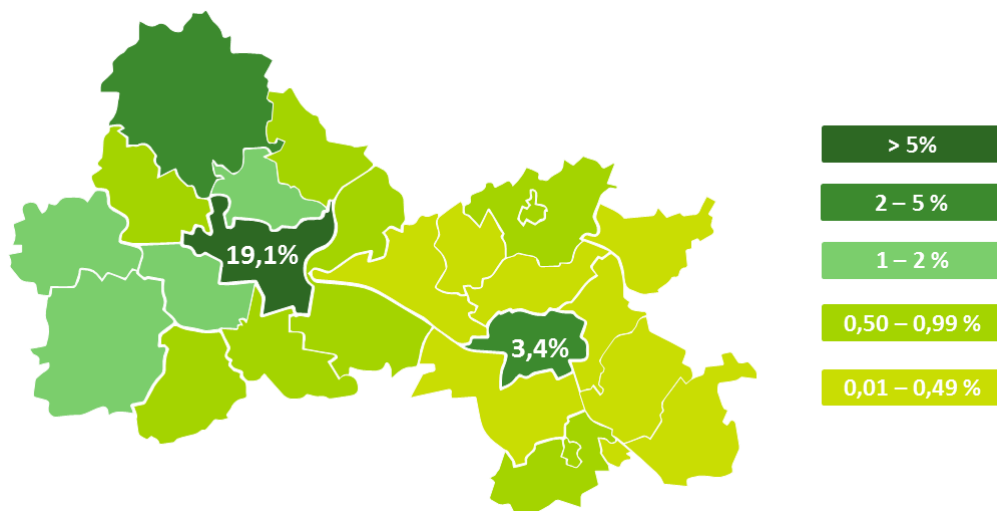 19,1%
3,4%
> 5%
2 – 5 %
1 – 2 %
0,50 – 0,99 %
0,01 – 0,49 %